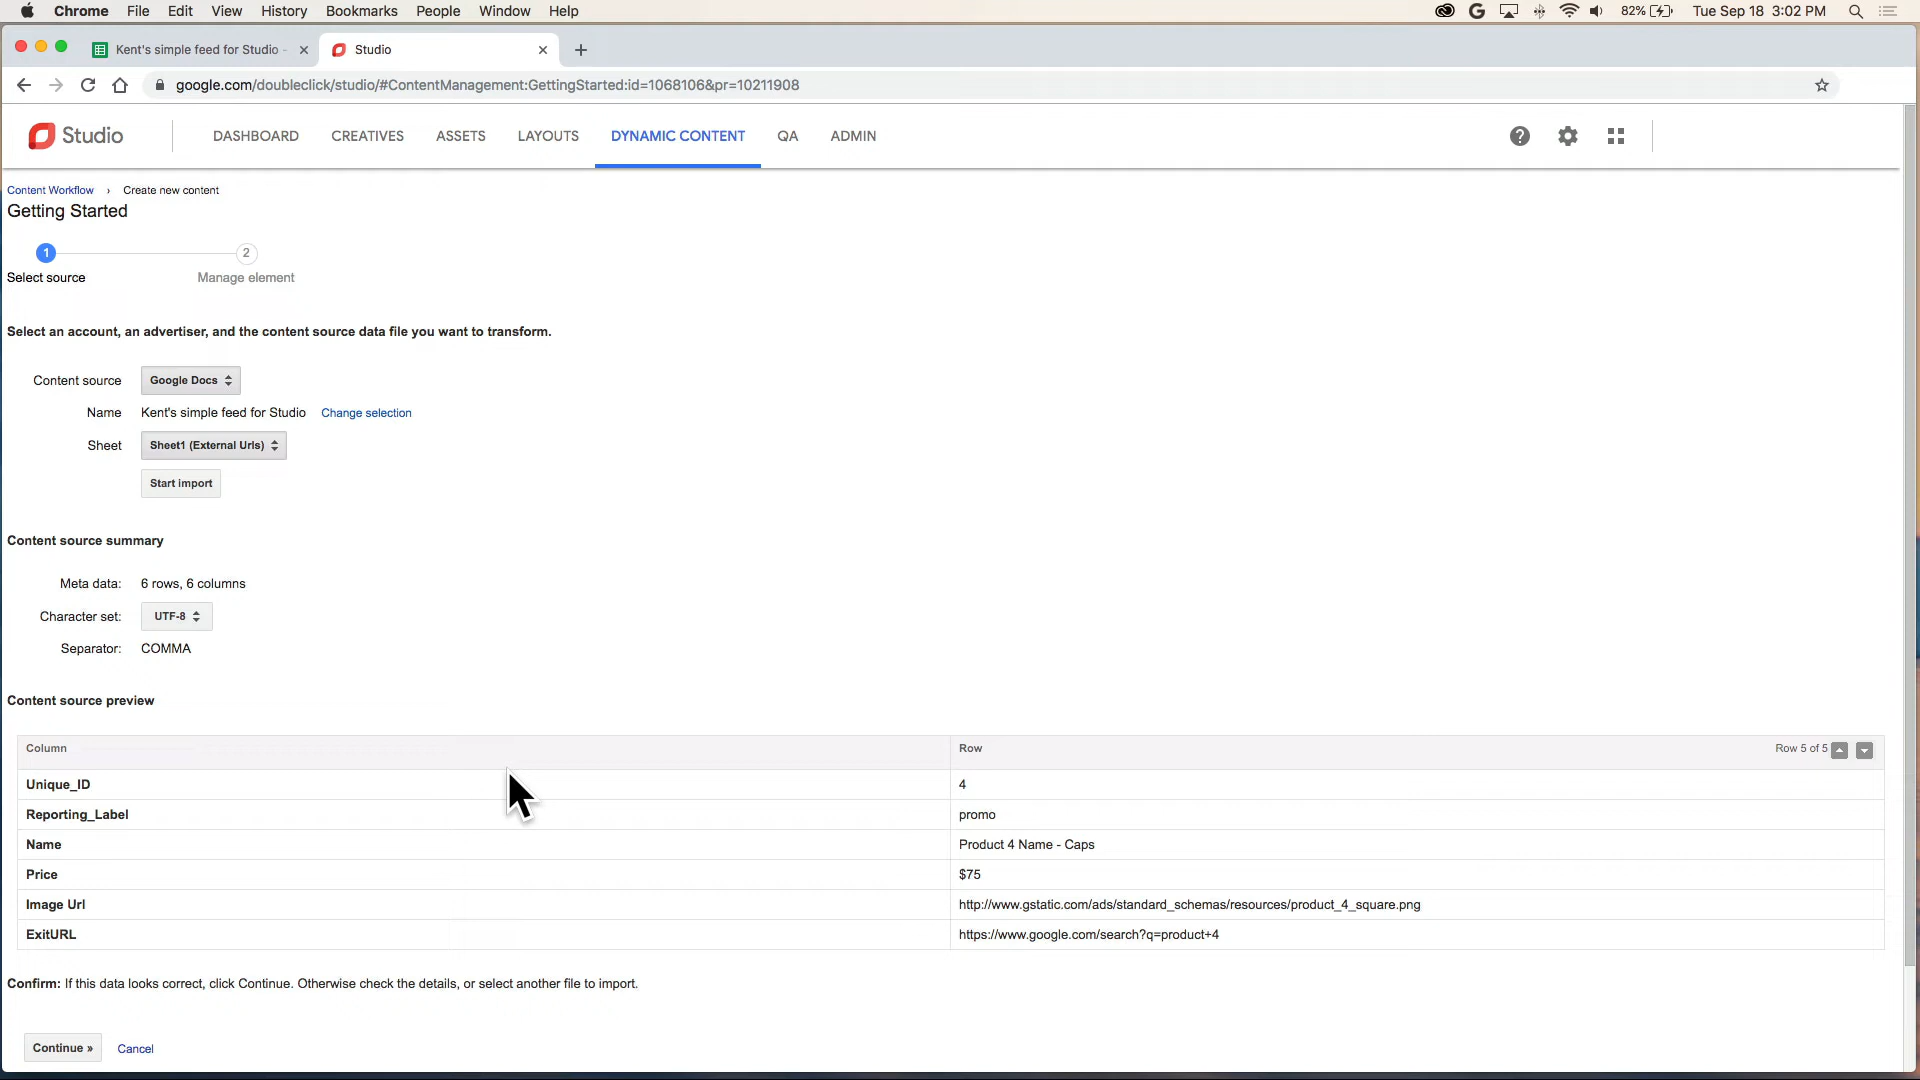 Chrome File Edit View History Bookmarks People Window Help 82% Tue Sep 18 3:02 PM
Kent's simple feed for Studio - Studio
google.com/doubleclick/studio/#ContentManagement:GettingStarted:id=1068106&pr=10211908
Studio DASHBOARD CREATIVES ASSETS LAYOUTS DYNAMIC CONTENT QA ADMIN
Content Workflow › Create new content
Getting Started
1 2
Select source Manage element
Select an account, an advertiser, and the content source data file you want to transform.
Content source Google Docs
Name Kent's simple feed for Studio Change selection
Sheet Sheet1 (External Urls)
Start import
Content source summary
Meta data: 6 rows, 6 columns
Character set: UTF-8
Separator: COMMA
Content source preview
Column Row Row 5 of 5
Unique_ID 4
Reporting_Label promo
Name Product 4 Name - Caps
Price $75
Image Url http://www.gstatic.com/ads/standard_schemas/resources/product_4_square.png
ExitURL https://www.google.com/search?q=product+4
Confirm: If this data looks correct, click Continue. Otherwise check the details, or select another file to import.
Continue » Cancel